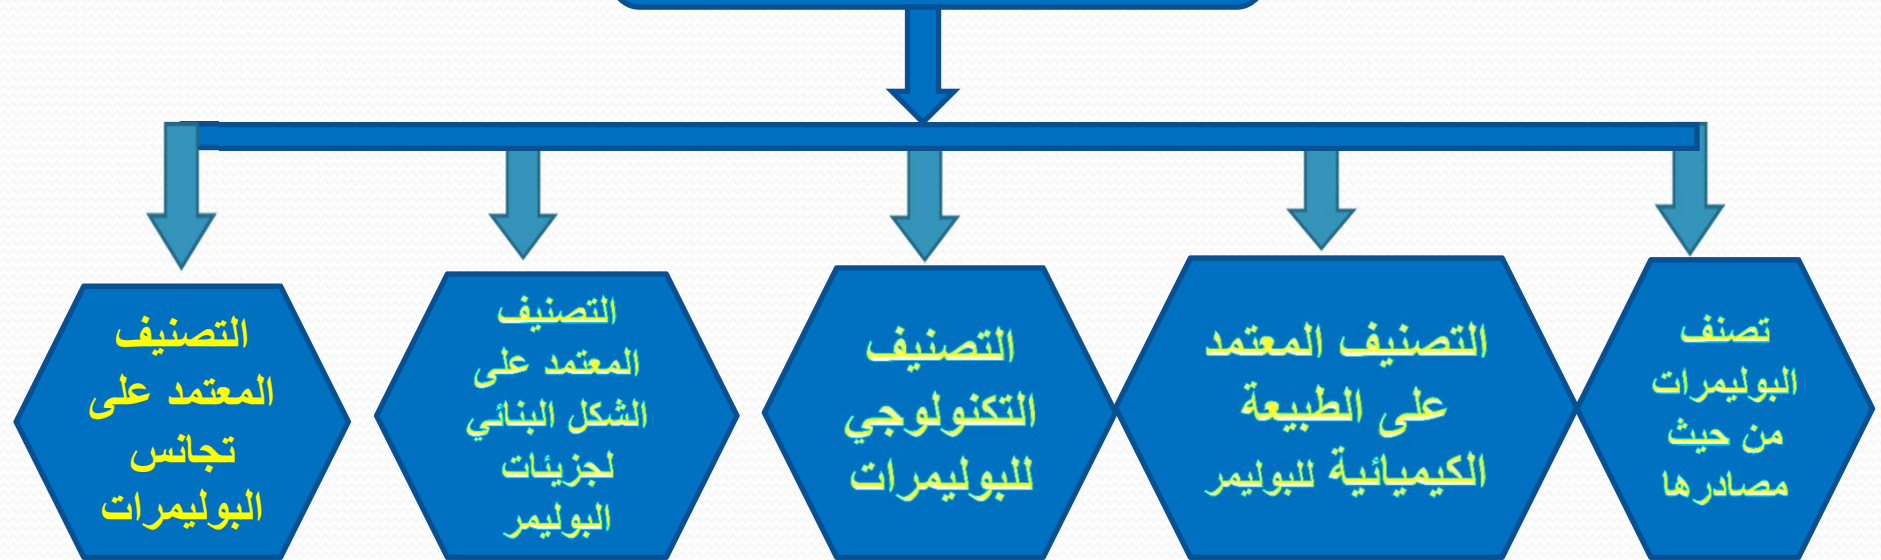 تصنف
البوليمرات
من حيث
مصادرها
التصنيف المعتمد
على الطبيعة
الكيميائية للبوليمر
التصنيف
التكنولوجي
للبوليمرات
التصنيف
المعتمد على
الشكل البنائي
لجزيئات
البوليمر
التصنيف
المعتمد على
تجانس
البوليمرات